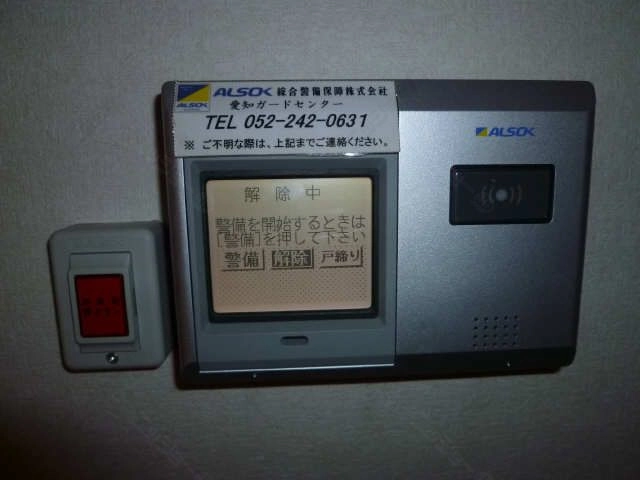 ALSOK 綜合警備保障株式会社
ALSOK
愛知ガードセンター
TEL 052-242-0631
※ ご不明な際は、上記までご連絡ください。
ALSOK
解除中
警備を開始するときは
[警備]を押して下さい
警備 解除 戸締り